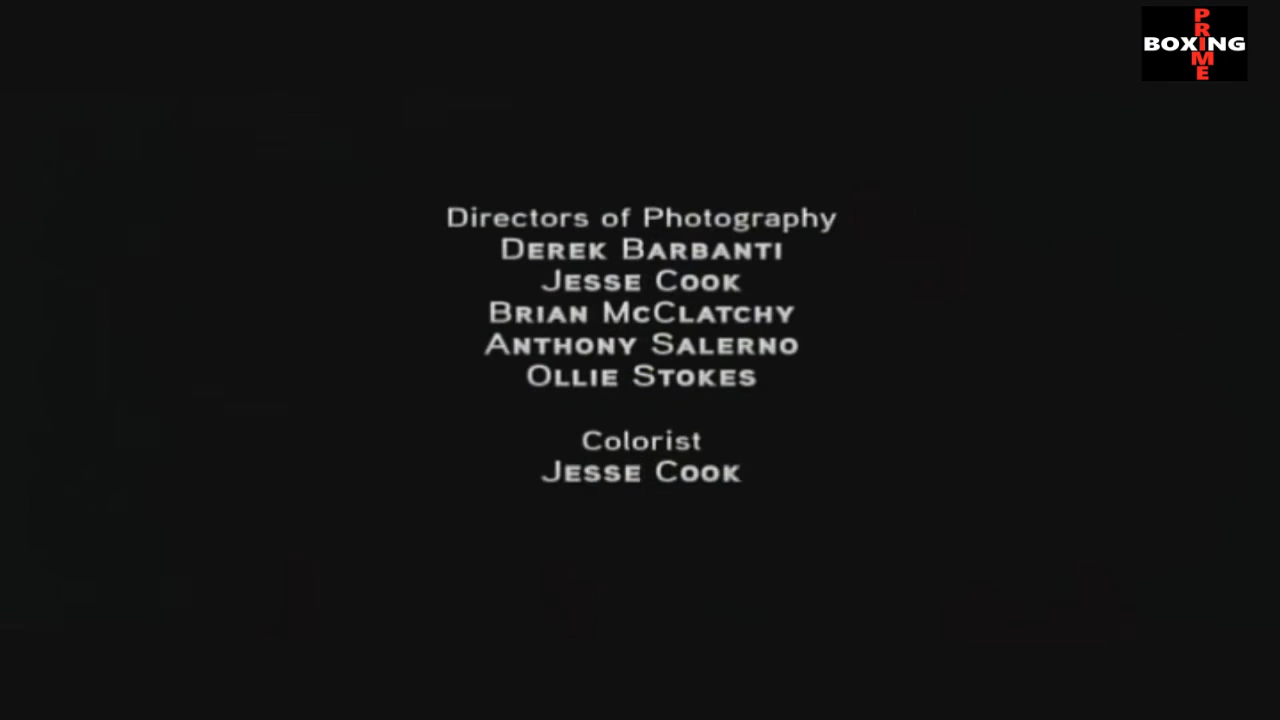 PRIME
BOXING
Directors of Photography
DEREK BARBANTI
JESSE COOK
BRIAN MCCLATCHY
ANTHONY SALERNO
OLLIE STOKES
Colorist
JESSE COOK